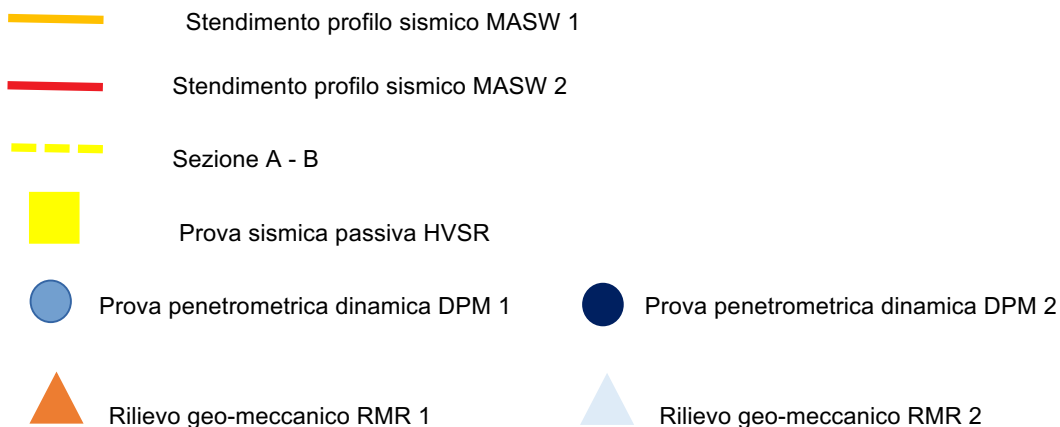 Stendimento profilo sismico MASW 1
Stendimento profilo sismico MASW 2
Sezione A - B
Prova sismica passiva HVSR
Prova penetrometrica dinamica DPM 1
Prova penetrometrica dinamica DPM 2
Rilievo geo-meccanico RMR 1
Rilievo geo-meccanico RMR 2